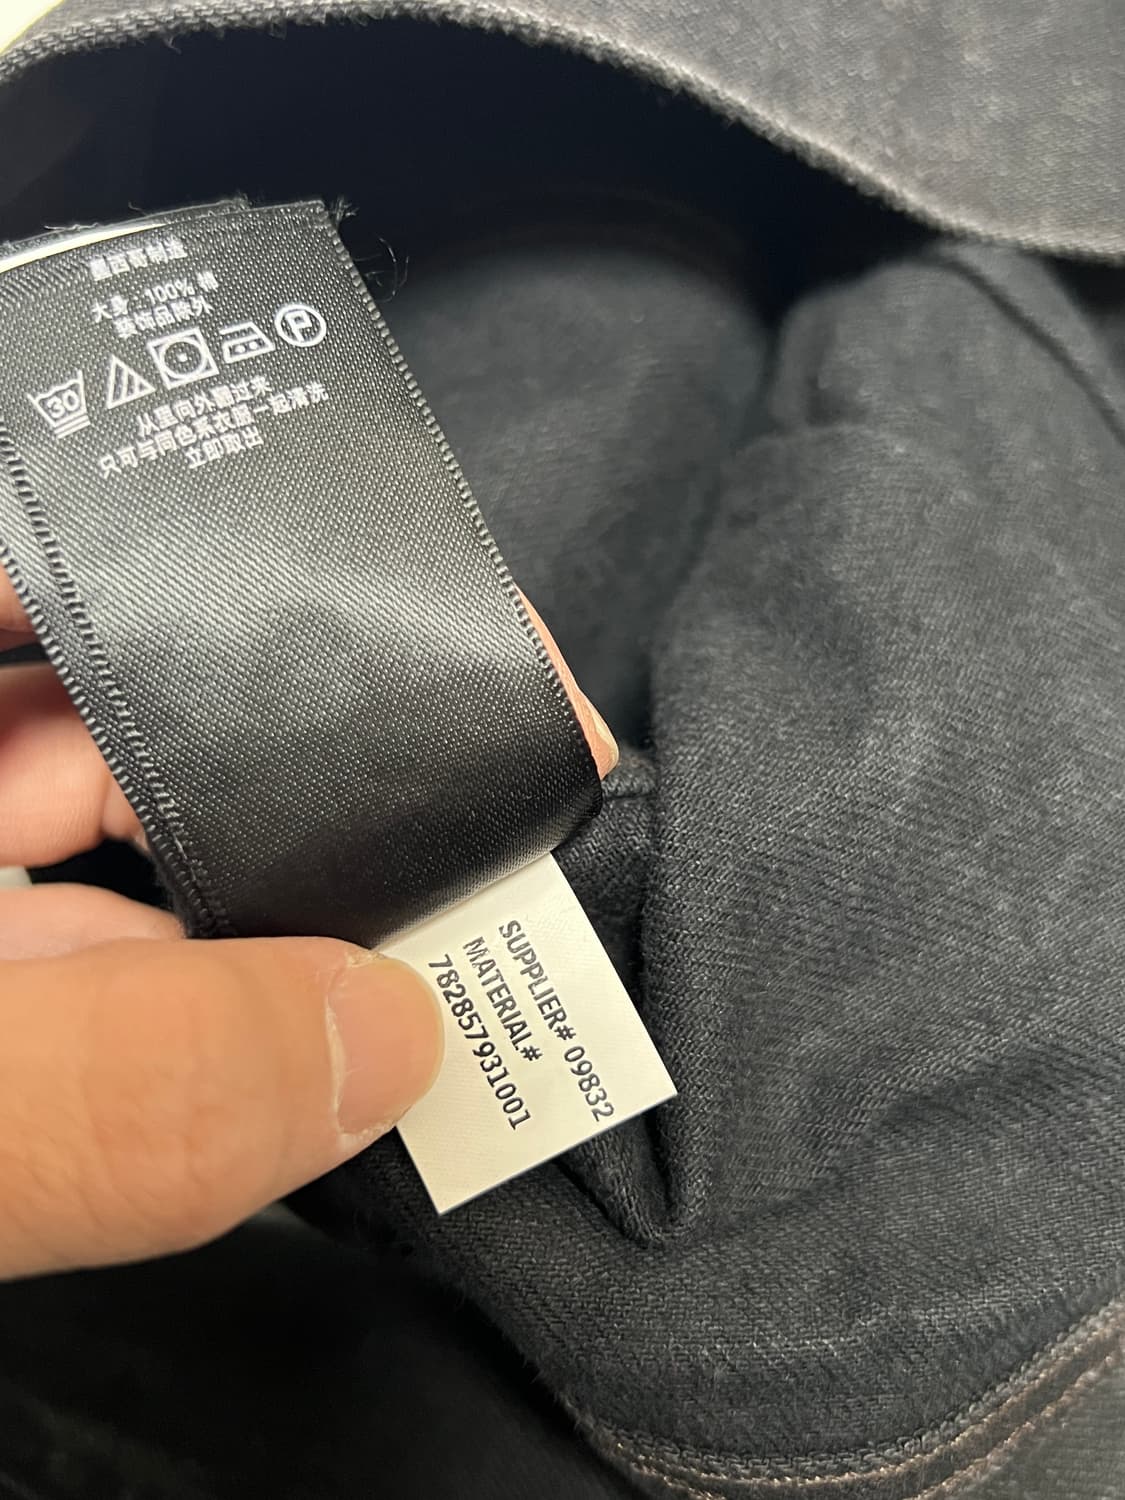 墨西哥制造
大身: 100% 棉
装饰品除外
30
P
从里向外翻过来
只可与同色系衣服一起清洗
立即取出
SUPPLIER# 09832
MATERIAL#
782857931001